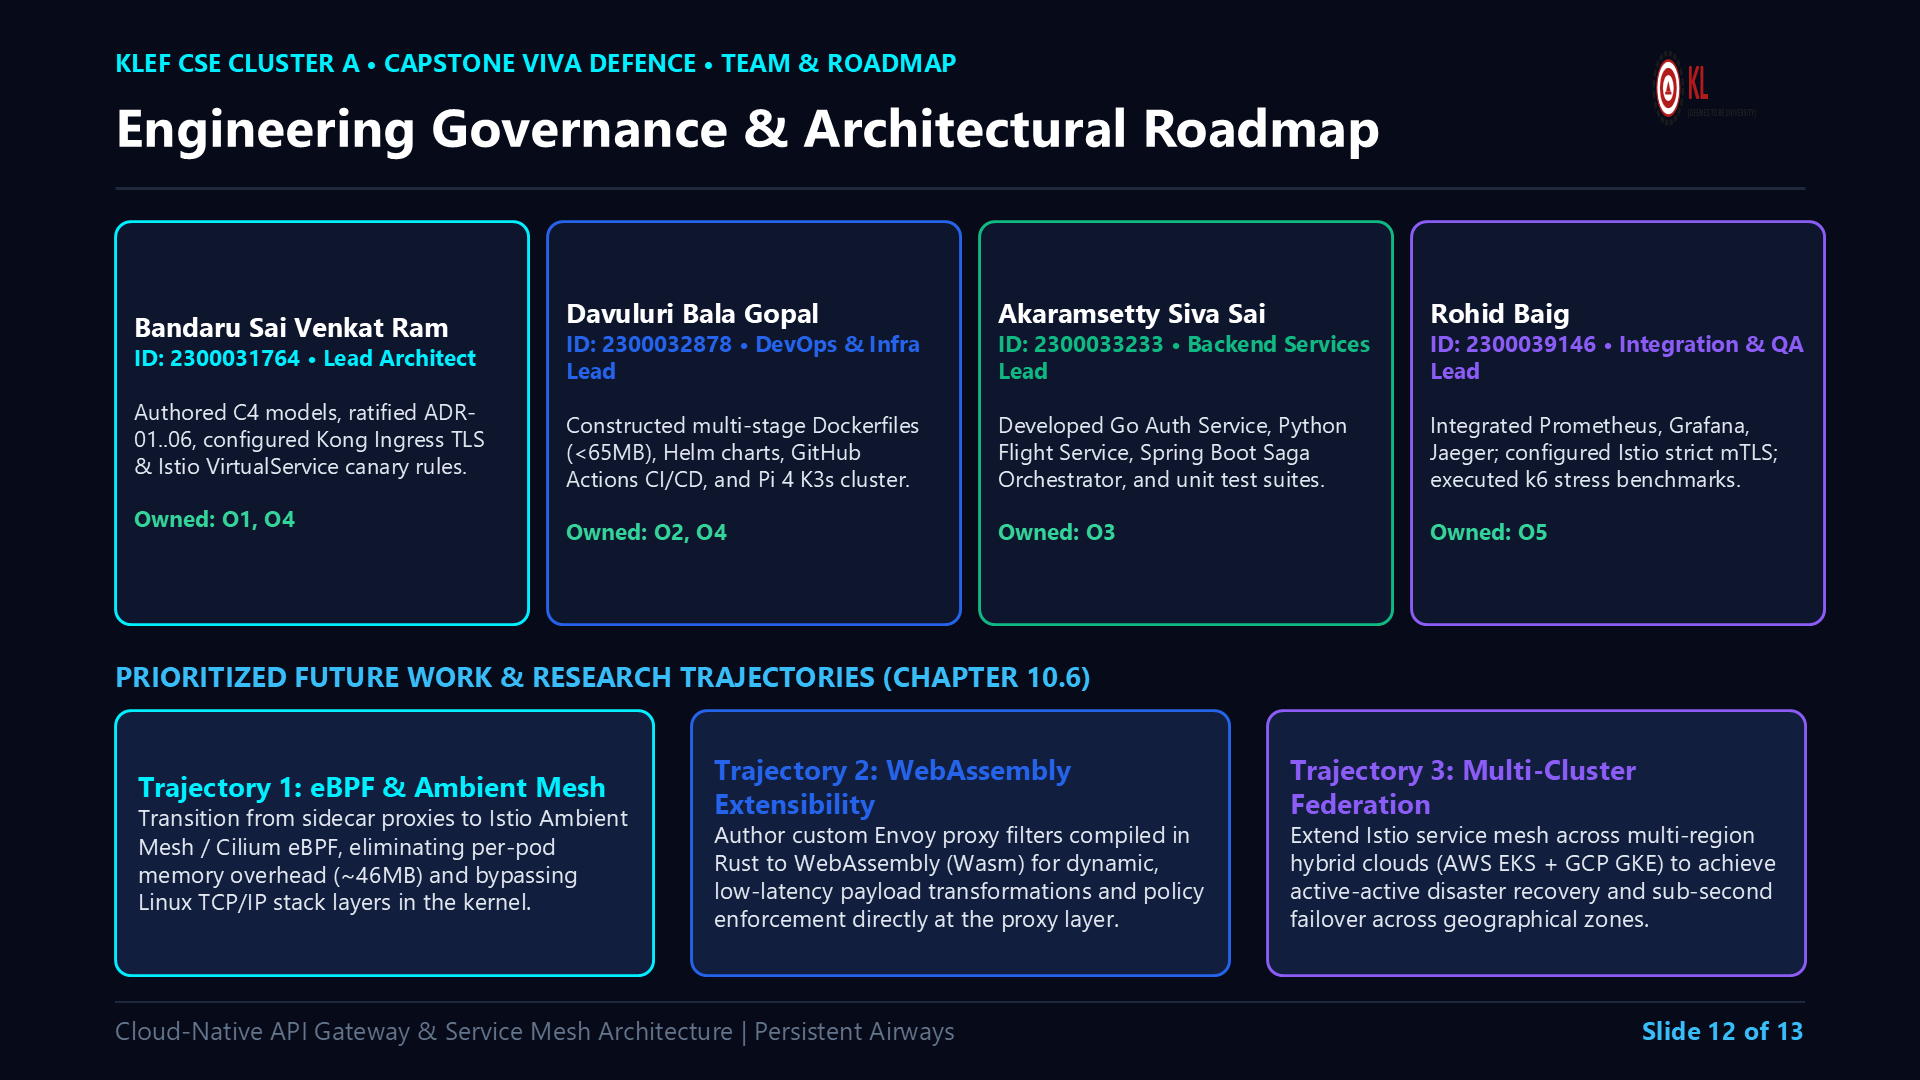 KLEF CSE CLUSTER A • CAPSTONE VIVA DEFENCE • TEAM & ROADMAP
KL
(DEEMED TO BE UNIVERSITY)
Engineering Governance & Architectural Roadmap
Bandaru Sai Venkat Ram
ID: 2300031764 • Lead Architect
Authored C4 models, ratified ADR-
01..06, configured Kong Ingress TLS
& Istio VirtualService canary rules.
Owned: O1, O4
Davuluri Bala Gopal
ID: 2300032878 • DevOps & Infra
Lead
Constructed multi-stage Dockerfiles
(<65MB), Helm charts, GitHub
Actions CI/CD, and Pi 4 K3s cluster.
Owned: O2, O4
Akaramsetty Siva Sai
ID: 2300033233 • Backend Services
Lead
Developed Go Auth Service, Python
Flight Service, Spring Boot Saga
Orchestrator, and unit test suites.
Owned: O3
Rohid Baig
ID: 2300039146 • Integration & QA
Lead
Integrated Prometheus, Grafana,
Jaeger; configured Istio strict mTLS;
executed k6 stress benchmarks.
Owned: O5
PRIORITIZED FUTURE WORK & RESEARCH TRAJECTORIES (CHAPTER 10.6)
Trajectory 1: eBPF & Ambient Mesh
Transition from sidecar proxies to Istio Ambient
Mesh / Cilium eBPF, eliminating per-pod
memory overhead (~46MB) and bypassing
Linux TCP/IP stack layers in the kernel.
Trajectory 2: WebAssembly
Extensibility
Author custom Envoy proxy filters compiled in
Rust to WebAssembly (Wasm) for dynamic,
low-latency payload transformations and policy
enforcement directly at the proxy layer.
Trajectory 3: Multi-Cluster
Federation
Extend Istio service mesh across multi-region
hybrid clouds (AWS EKS + GCP GKE) to achieve
active-active disaster recovery and sub-second
failover across geographical zones.
Cloud-Native API Gateway & Service Mesh Architecture | Persistent Airways
Slide 12 of 13